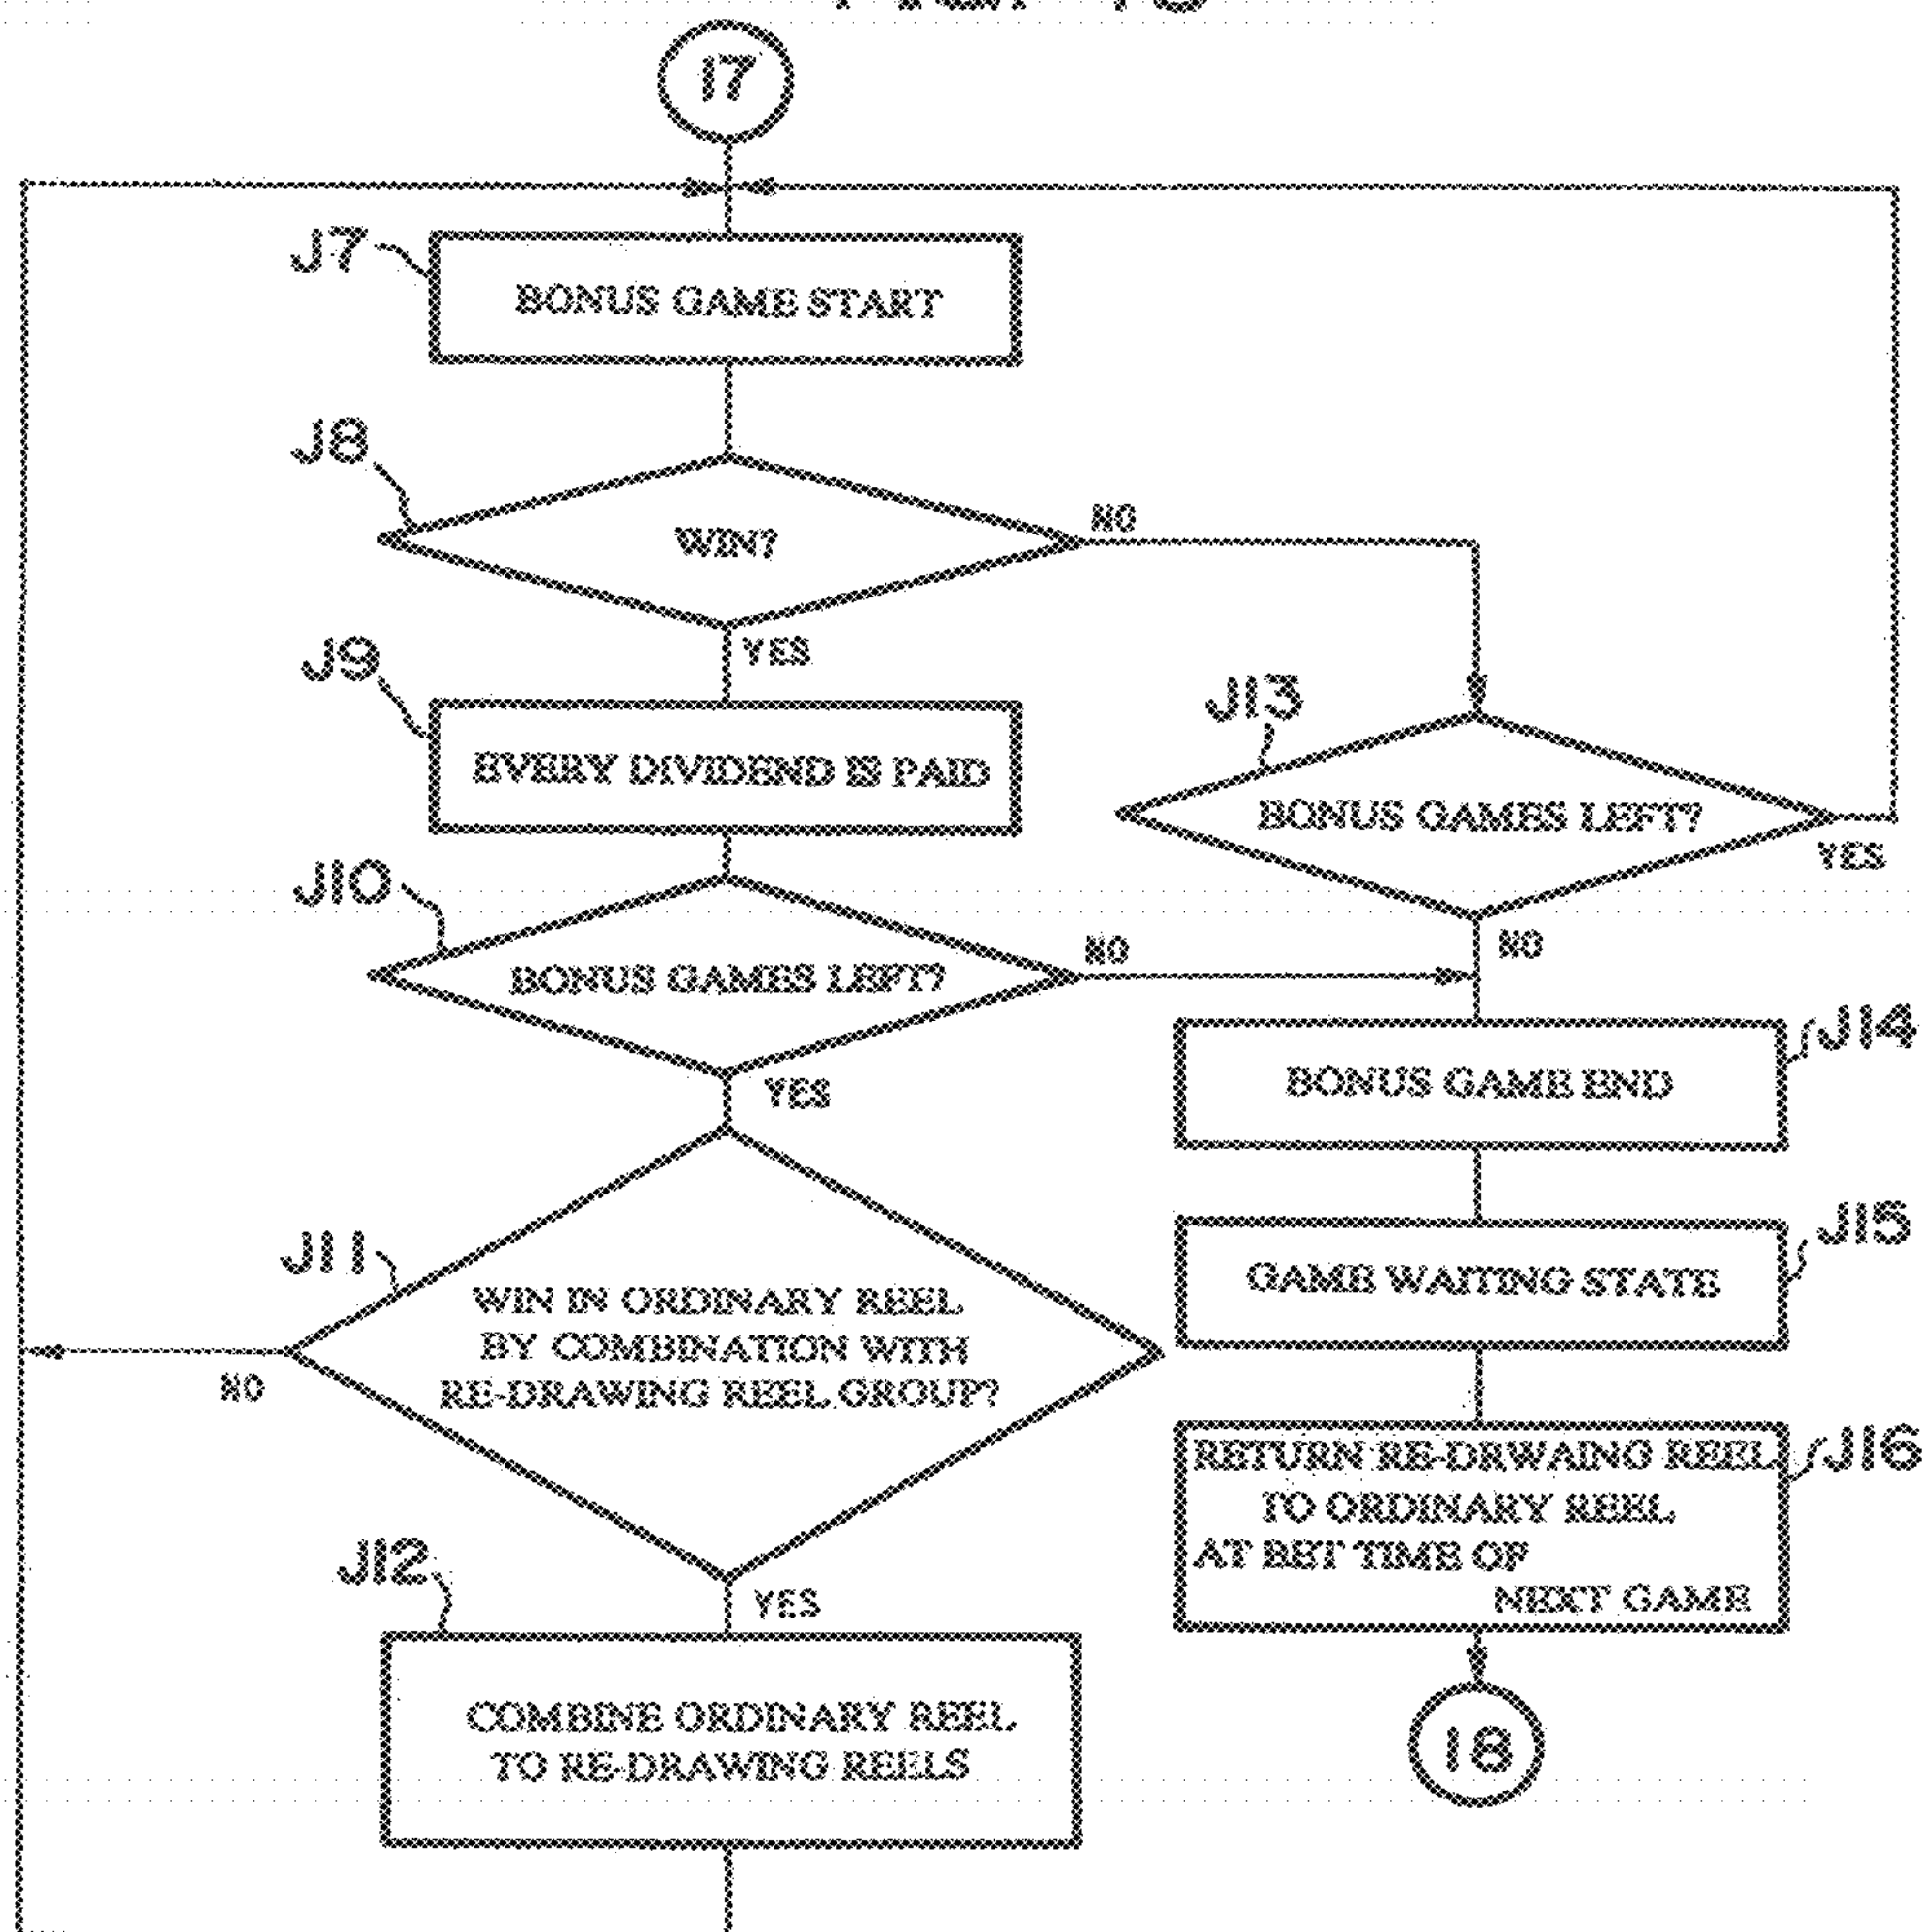 17
J7
BONUS GAME START
J8
WIN?
NO
YES
J9
EVERY DIVIDEND IS PAID
J13
BONUS GAMES LEFT?
YES
NO
J10
BONUS GAMES LEFT?
NO
YES
J14
BONUS GAME END
J11
WIN IN ORDINARY REEL
BY COMBINATION WITH
RE-DRAWING REEL GROUP?
NO
YES
J15
GAME WAITING STATE
J16
RETURN RE-DRWAING REEL
TO ORDINARY REEL
AT BET TIME OF
NEXT GAME
J12
COMBINE ORDINARY REEL
TO RE-DRAWING REELS
18